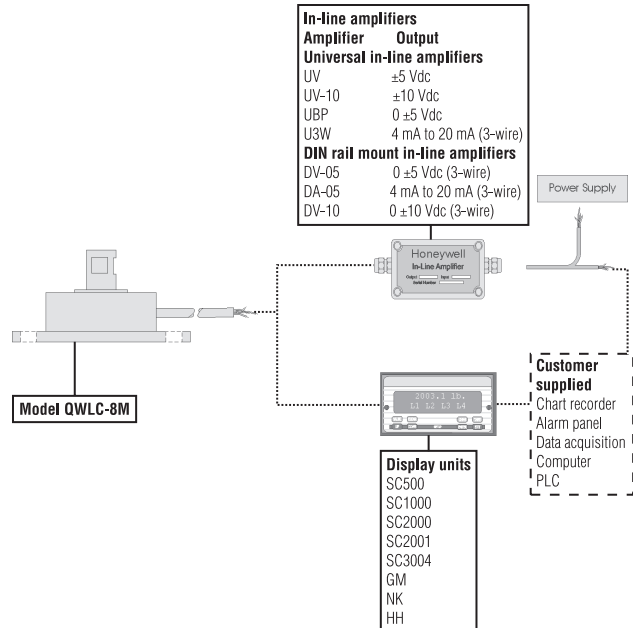 In-line amplifiers
Amplifier Output
Universal in-line amplifiers
UV ±5 Vdc
UV-10 ±10 Vdc
UBP 0 ±5 Vdc
U3W 4 mA to 20 mA (3-wire)
DIN rail mount in-line amplifiers
DV-05 0 ±5 Vdc (3-wire)
DA-05 4 mA to 20 mA (3-wire)
DV-10 0 ±10 Vdc (3-wire)
Power Supply
Honeywell
In-Line Amplifier
Output Input
Serial Number
Model QWLC-8M
2003.1 lb.
L1 L2 L3 L4
Customer
supplied
Chart recorder
Alarm panel
Data acquisition
Computer
PLC
Display units
SC500
SC1000
SC2000
SC2001
SC3004
GM
NK
HH